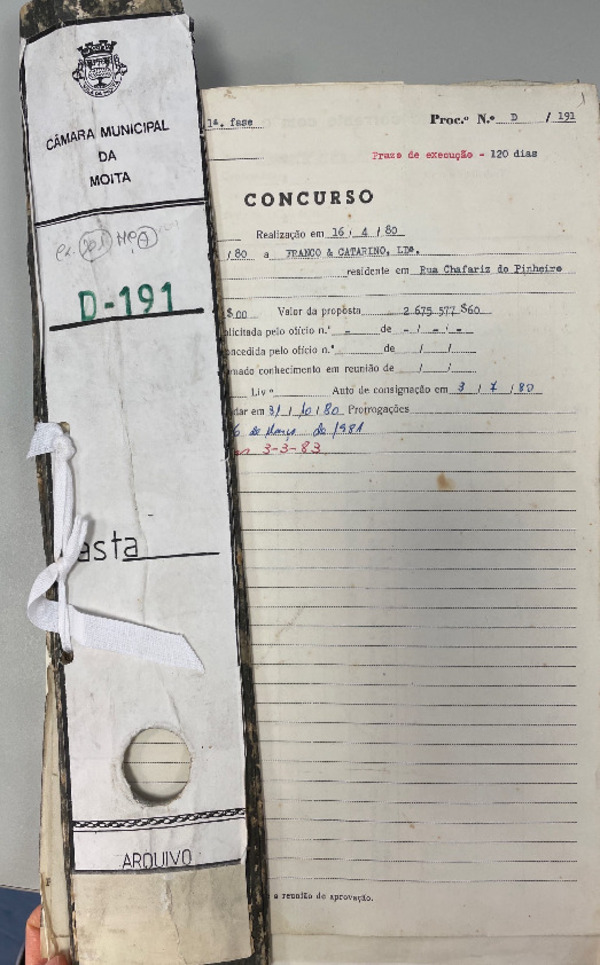 CÂMARA MUNICIPAL
DA
MOITA
D-191
asta
ARQUIVO
1ª. fase
Proc.º N.º D / 191
Prazo de execução - 120 dias
CONCURSO
Realização em 16 / 4 / 80
/ 80 a FRANCO & CATARINO, LDª.
residente em Rua Chafariz do Pinheiro
$00 Valor da proposta 2 675 577 $60
licitada pelo ofício n.º - de - / - / -
ncedida pelo ofício n.º de / /
mado conhecimento em reunião de / /
Liv.º Auto de consignação em 3 / 7 / 80
dar em 31 / 10 / 80 Prorrogações
6 de Março de 1981
3-3-83
a reunião de aprovação.